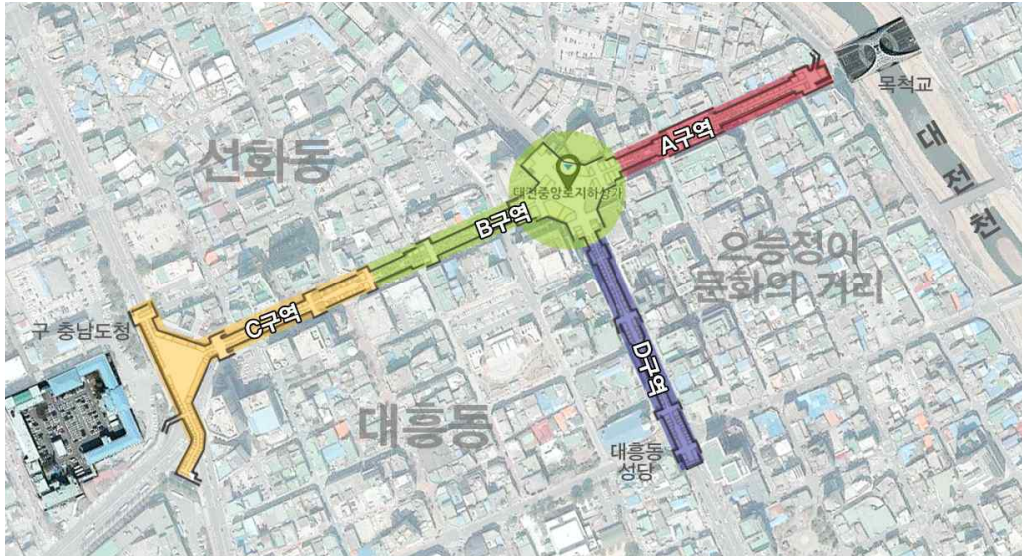 목척교
대전천
A구역
선화동
대전중앙로지하상가
B구역
으능정이
문화의 거리
C구역
구 충남도청
D구역
대흥동
대흥동
성당